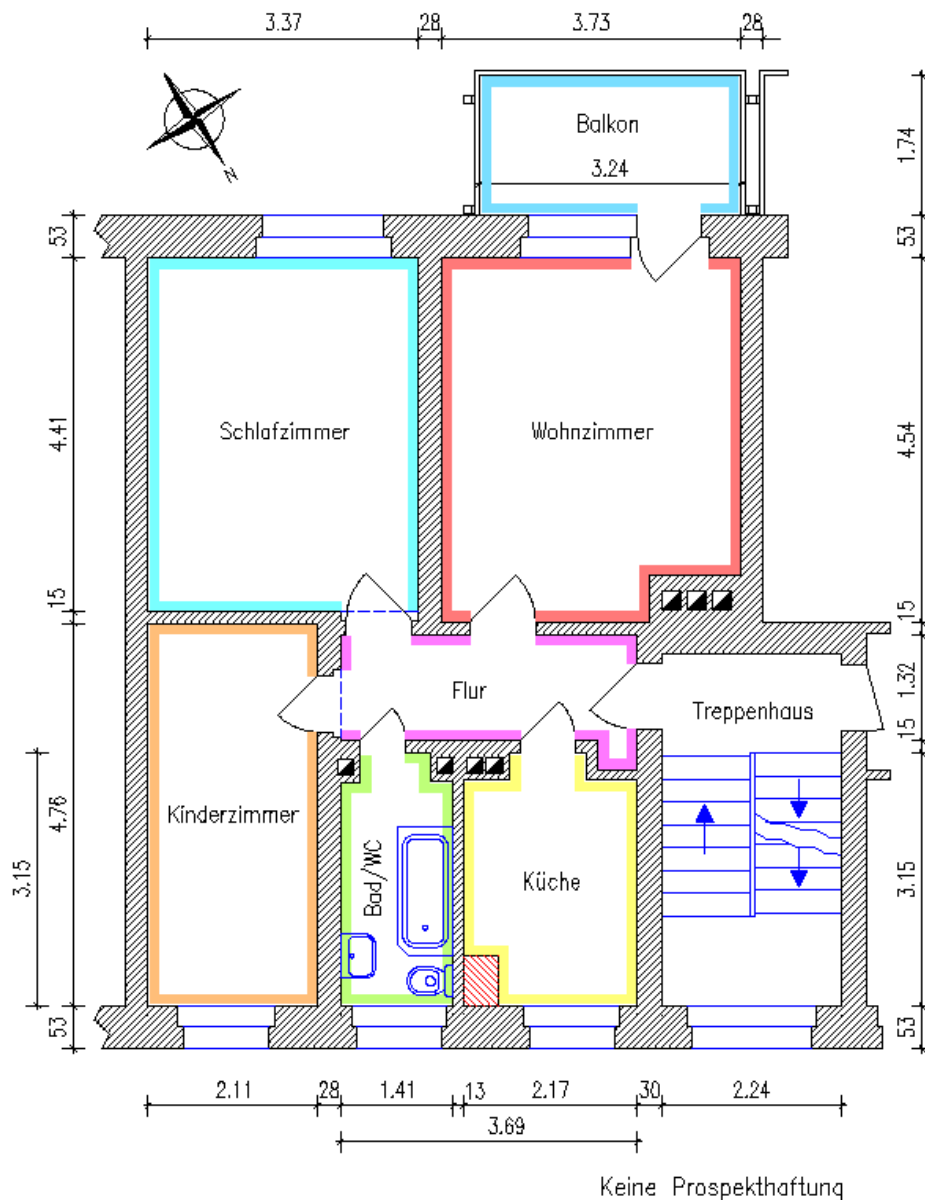 3.37 28 3.73 28
Balkon
3.24
1.74
N
53
53
Schlafzimmer
Wohnzimmer
4.41
4.54
15
15
Flur
Treppenhaus
1.32
15
Kinderzimmer
4.76
3.15
Bad/WC
Küche
3.15
53
53
2.11 28 1.41 13 2.17 30 2.24
3.69
Keine Prospekthaftung